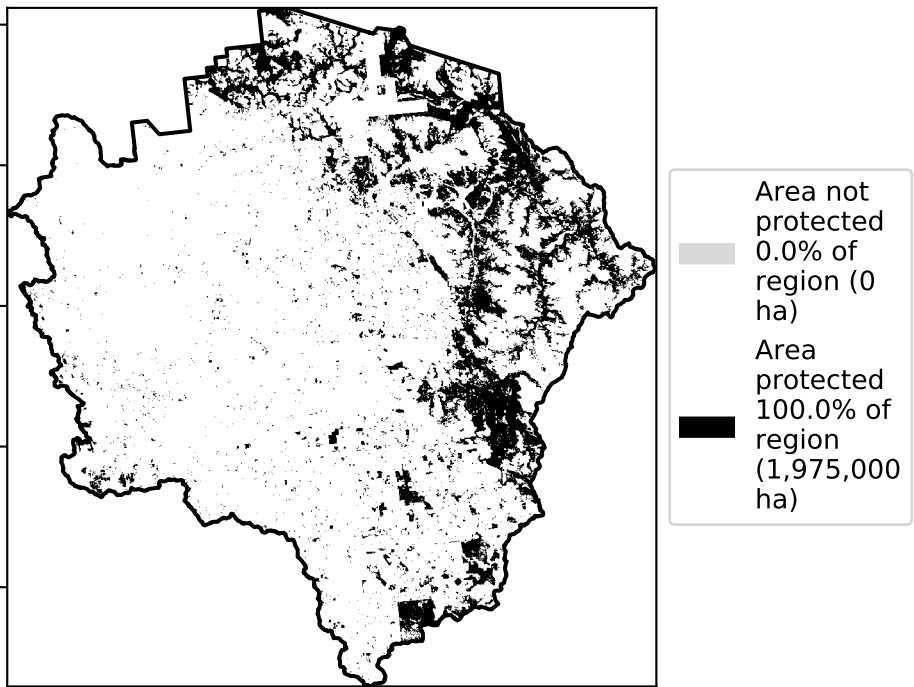 Area not
protected
0.0% of
region (0
ha)
Area
protected
100.0% of
region
(1,975,000
ha)